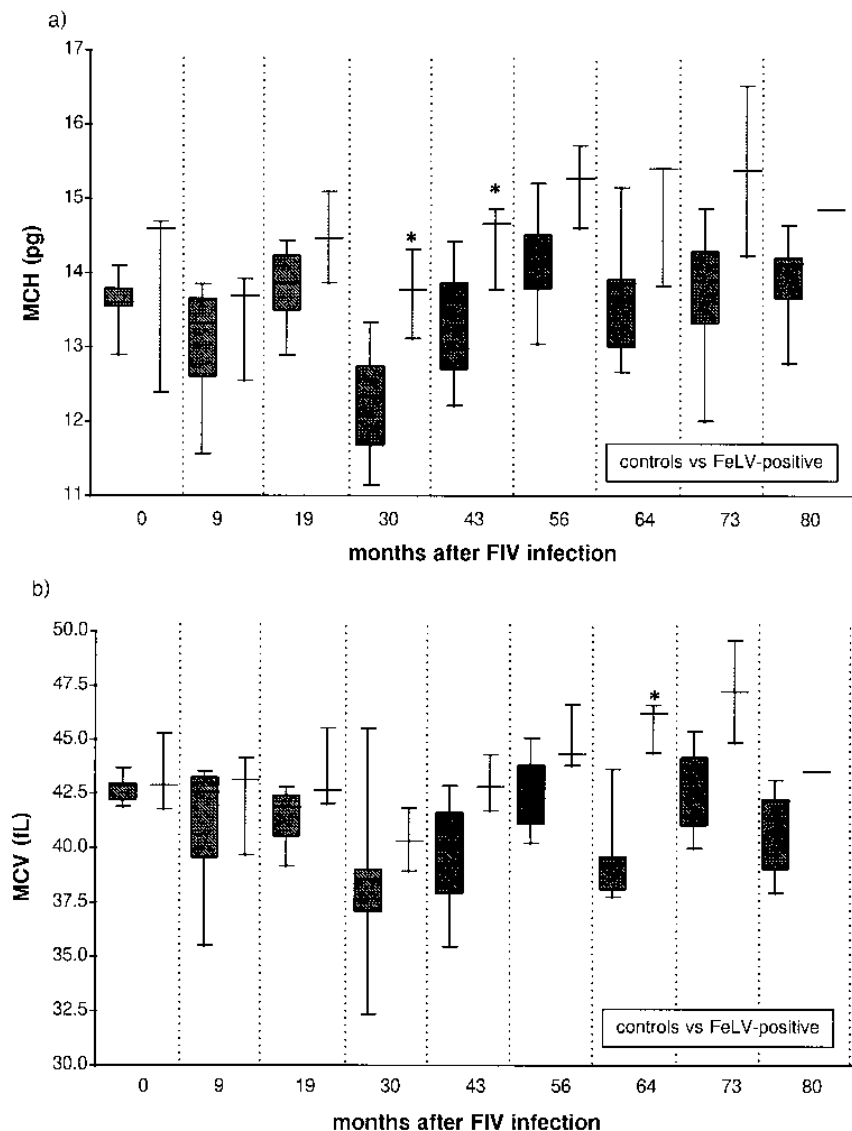 a)
17
16
15
14
13
12
11
MCH (pg)
*
*
controls vs FeLV-positive
0 9 19 30 43 56 64 73 80
months after FIV infection
b)
50.0
47.5
45.0
42.5
40.0
37.5
35.0
32.5
30.0
MCV (fL)
*
controls vs FeLV-positive
0 9 19 30 43 56 64 73 80
months after FIV infection